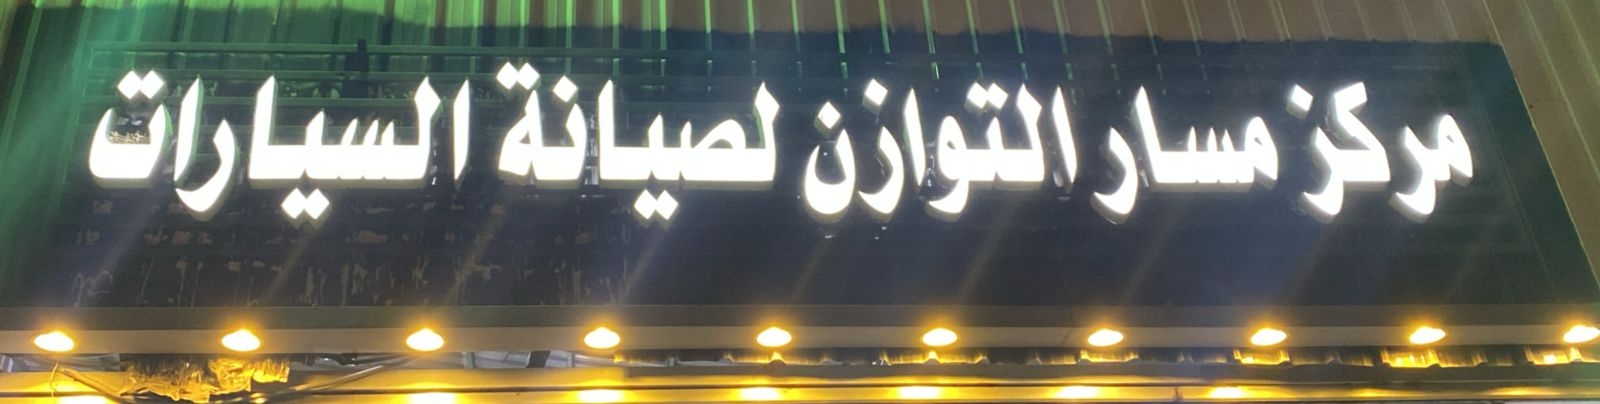 مركز مسار التوازن لصيانة السيارات